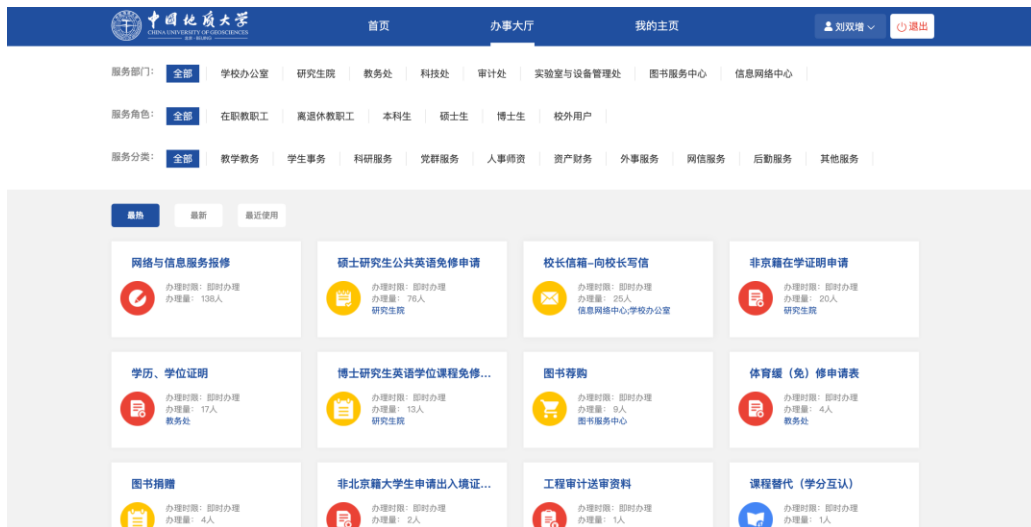 中国地质大学 首页 办事大厅 我的主页 刘双增 退出
CHINA UNIVERSITY OF GEOSCIENCES
北京 · BEIJING
服务部门: 全部 学校办公室 研究生院 教务处 科技处 审计处 实验室与设备管理处 图书服务中心 信息网络中心
服务角色: 全部 在职教职工 离退休教职工 本科生 硕士生 博士生 校外用户
服务分类: 全部 教学教务 学生事务 科研服务 党群服务 人事师资 资产财务 外事服务 网信服务 后勤服务 其他服务
最热 最新 最近使用
网络与信息服务报修
办理时限: 即时办理
办理量: 138人
硕士研究生公共英语免修申请
办理时限: 即时办理
办理量: 76人
研究生院
校长信箱-向校长写信
办理时限: 即时办理
办理量: 25人
信息网络中心;学校办公室
非京籍在学证明申请
办理时限: 即时办理
办理量: 20人
研究生院
学历、学位证明
办理时限: 即时办理
办理量: 17人
教务处
博士研究生英语学位课程免修...
办理时限: 即时办理
办理量: 13人
研究生院
图书荐购
办理时限: 即时办理
办理量: 9人
图书服务中心
体育缓（免）修申请表
办理时限: 即时办理
办理量: 4人
教务处
图书捐赠
办理时限: 即时办理
办理量: 4人
非北京籍大学生申请出入境证...
办理时限: 即时办理
办理量: 2人
工程审计送审资料
办理时限: 即时办理
办理量: 1人
课程替代（学分互认）
办理时限: 即时办理
办理量: 1人